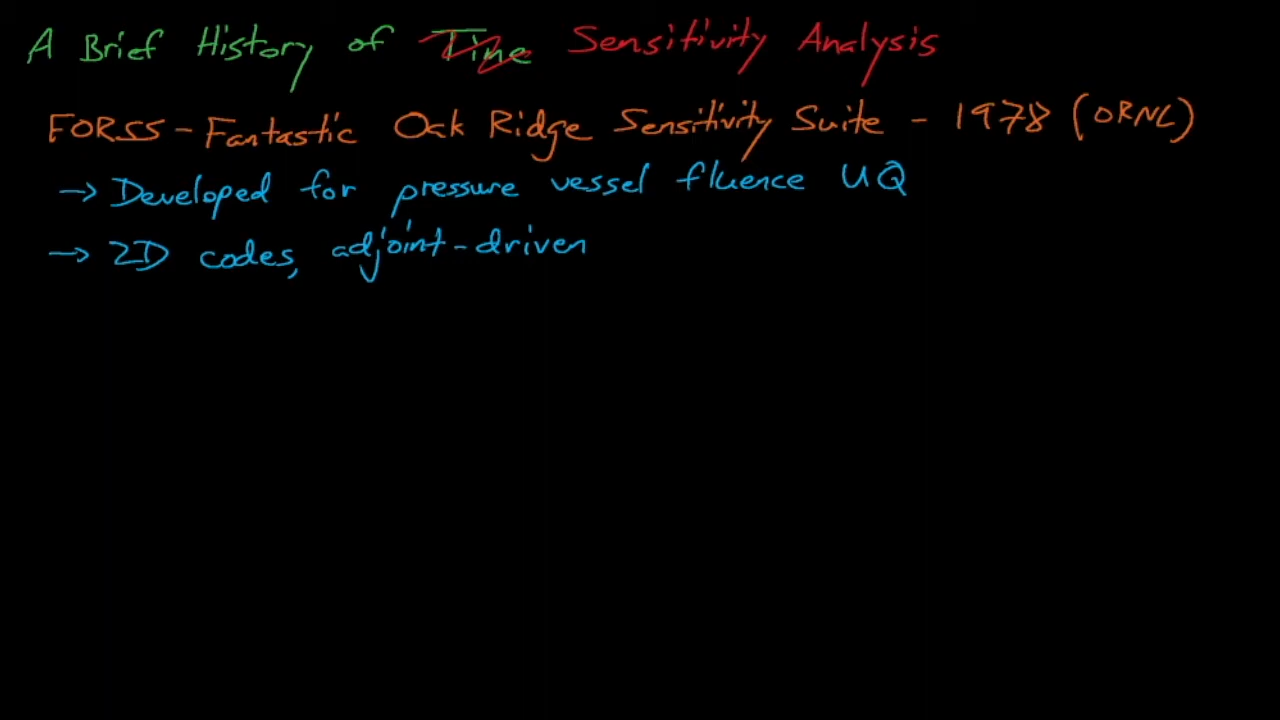 A Brief History of Time Sensitivity Analysis
FORSS - Fantastic Oak Ridge Sensitivity Suite - 1978 (ORNL)
→ Developed for pressure vessel fluence UQ
→ 2D codes, adjoint-driven